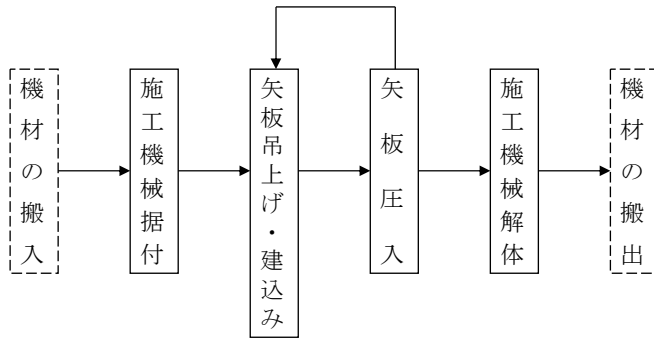 機材の搬入
施工機械据付
矢板吊上げ・建込み
矢板圧入
施工機械解体
機材の搬出